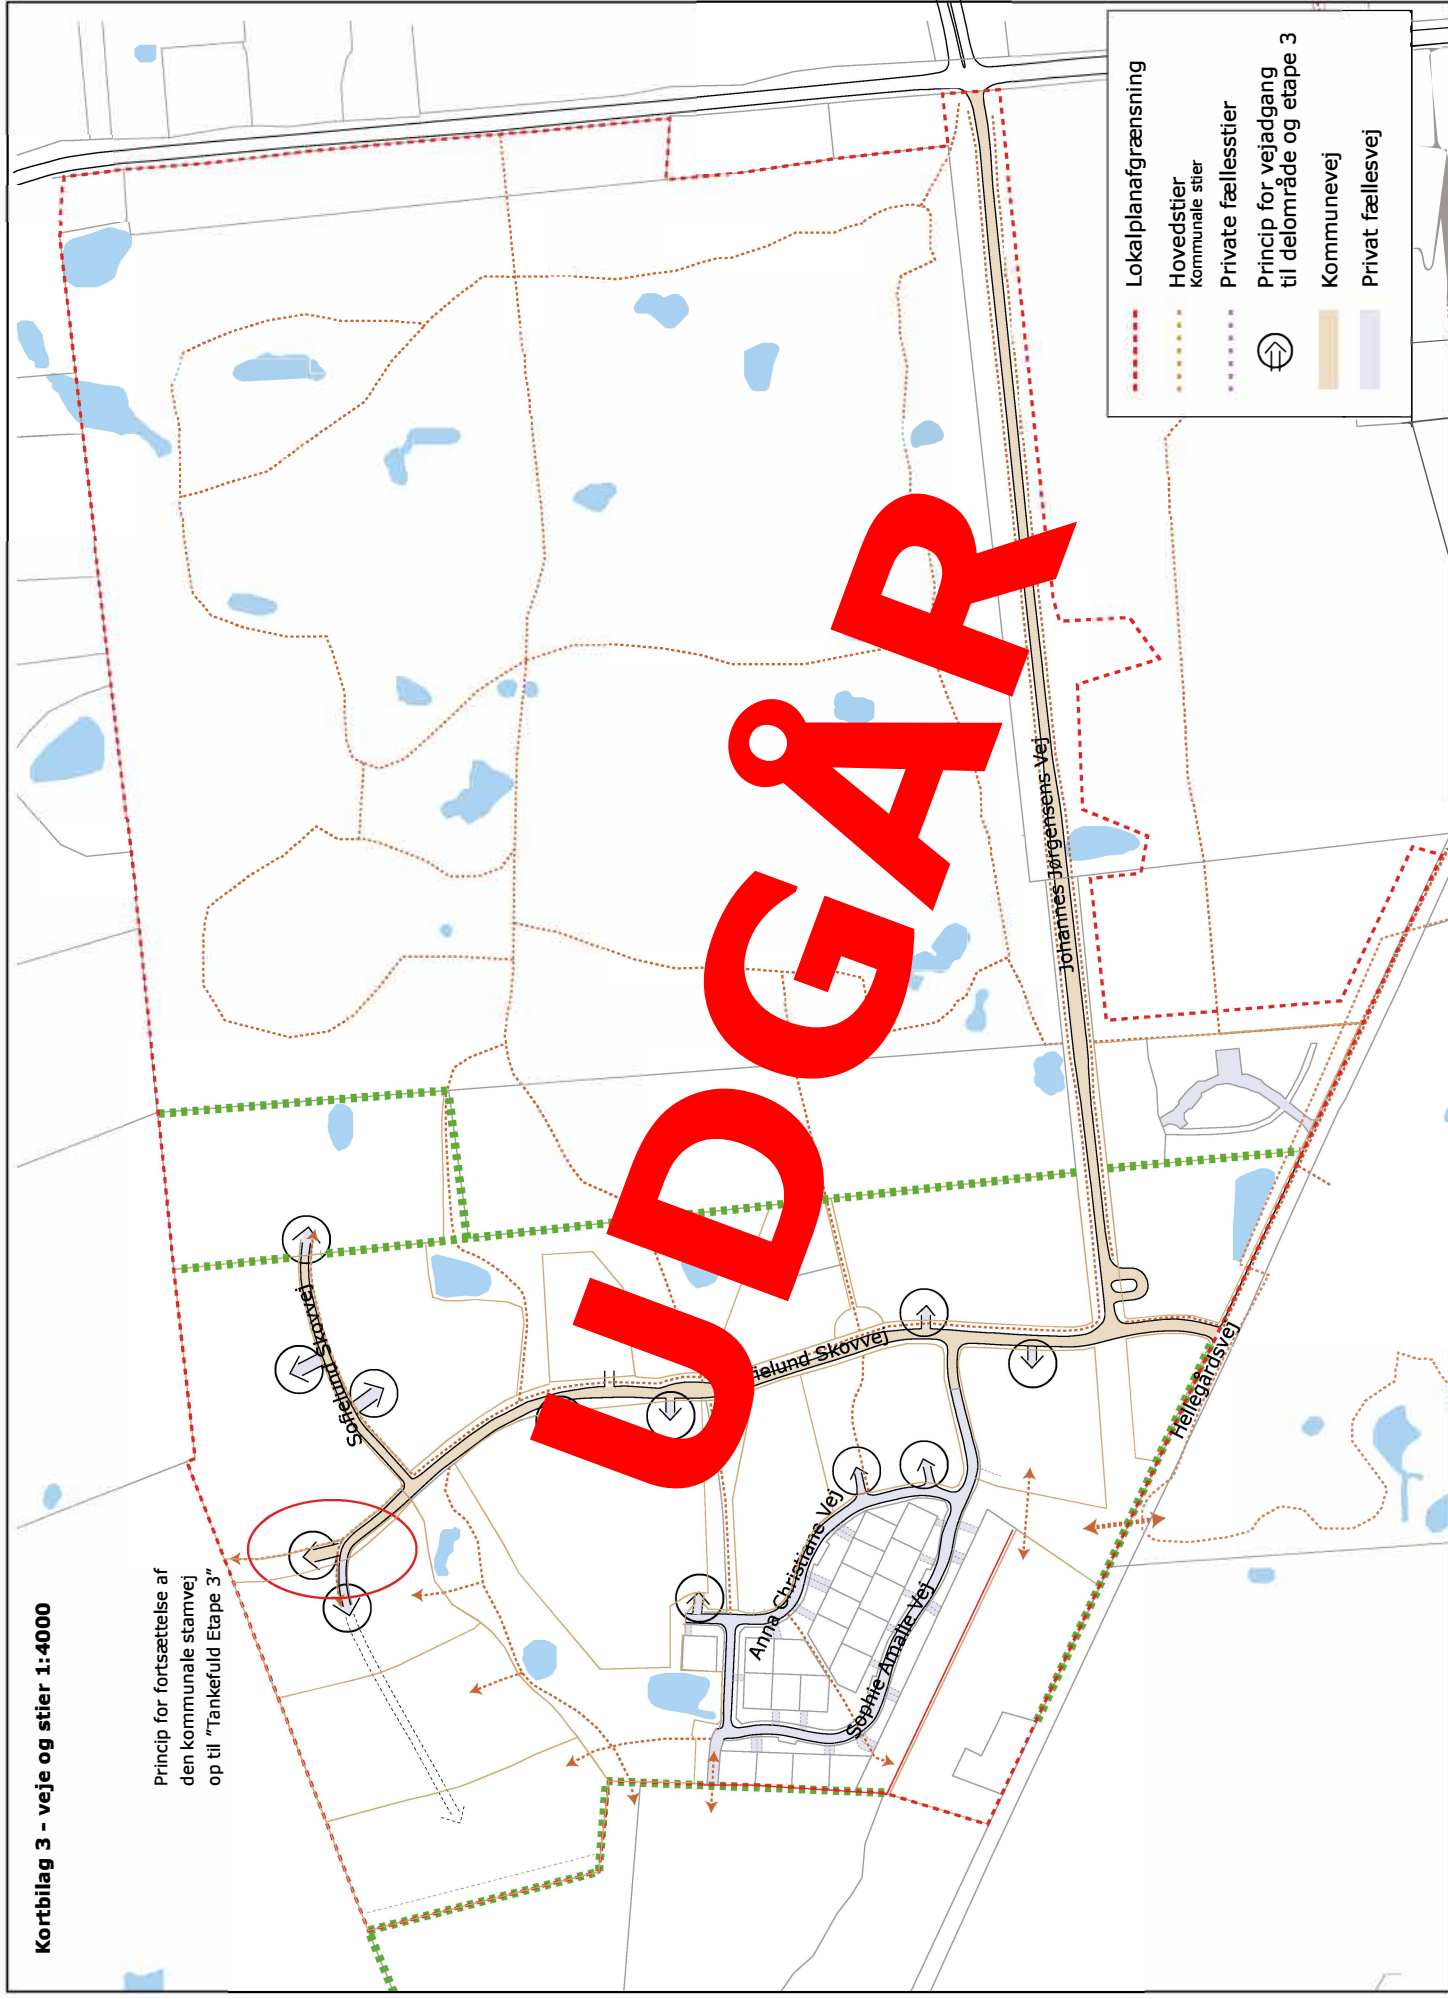 Kortbilag 3 - veje og stier 1:4000
Princip for fortsættelse af
den kommunale stamvej
op til "Tankefuld Etape 3"
Sofielund Skovvej
ielund Skovvej
Anna Christiane Vej
Sophie Amalie Vej
Hellegårdsvej
Johannes Jørgensens Vej
UDGÅR
Lokalplanafgrænsning
Hovedstier
Kommunale stier
Private fællesstier
Princip for vejadgang
til delområde og etape 3
Kommunevej
Privat fællesvej